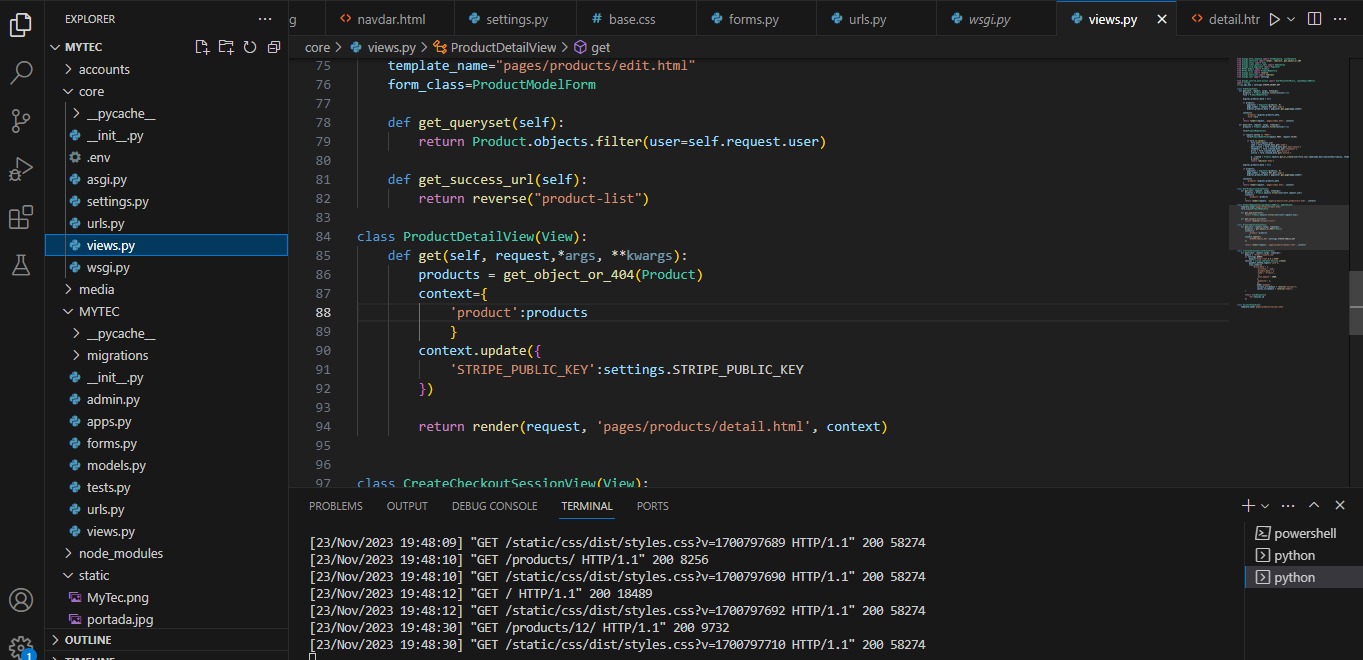 EXPLORER
MYTEC
accounts
core
__pycache__
__init__.py
.env
asgi.py
settings.py
urls.py
views.py
wsgi.py
media
MYTEC
__pycache__
migrations
__init__.py
admin.py
apps.py
forms.py
models.py
tests.py
urls.py
views.py
node_modules
static
MyTec.png
portada.jpg
OUTLINE
TIMELINE
1
g navdar.html settings.py # base.css forms.py urls.py wsgi.py views.py detail.htr
core > views.py > ProductDetailView > get
75 template_name="pages/products/edit.html"
76 form_class=ProductModelForm
77
78 def get_queryset(self):
79 return Product.objects.filter(user=self.request.user)
80
81 def get_success_url(self):
82 return reverse("product-list")
83
84 class ProductDetailView(View):
85 def get(self, request,*args, **kwargs):
86 products = get_object_or_404(Product)
87 context={
88 'product':products
89 }
90 context.update({
91 'STRIPE_PUBLIC_KEY':settings.STRIPE_PUBLIC_KEY
92 })
93
94 return render(request, 'pages/products/detail.html', context)
95
96
97 class CreateCheckoutSessionView(View):
PROBLEMS OUTPUT DEBUG CONSOLE TERMINAL PORTS
[23/Nov/2023 19:48:09] "GET /static/css/dist/styles.css?v=1700797689 HTTP/1.1" 200 58274
[23/Nov/2023 19:48:10] "GET /products/ HTTP/1.1" 200 8256
[23/Nov/2023 19:48:10] "GET /static/css/dist/styles.css?v=1700797690 HTTP/1.1" 200 58274
[23/Nov/2023 19:48:12] "GET / HTTP/1.1" 200 18489
[23/Nov/2023 19:48:12] "GET /static/css/dist/styles.css?v=1700797692 HTTP/1.1" 200 58274
[23/Nov/2023 19:48:30] "GET /products/12/ HTTP/1.1" 200 9732
[23/Nov/2023 19:48:30] "GET /static/css/dist/styles.css?v=1700797710 HTTP/1.1" 200 58274
powershell
python
python